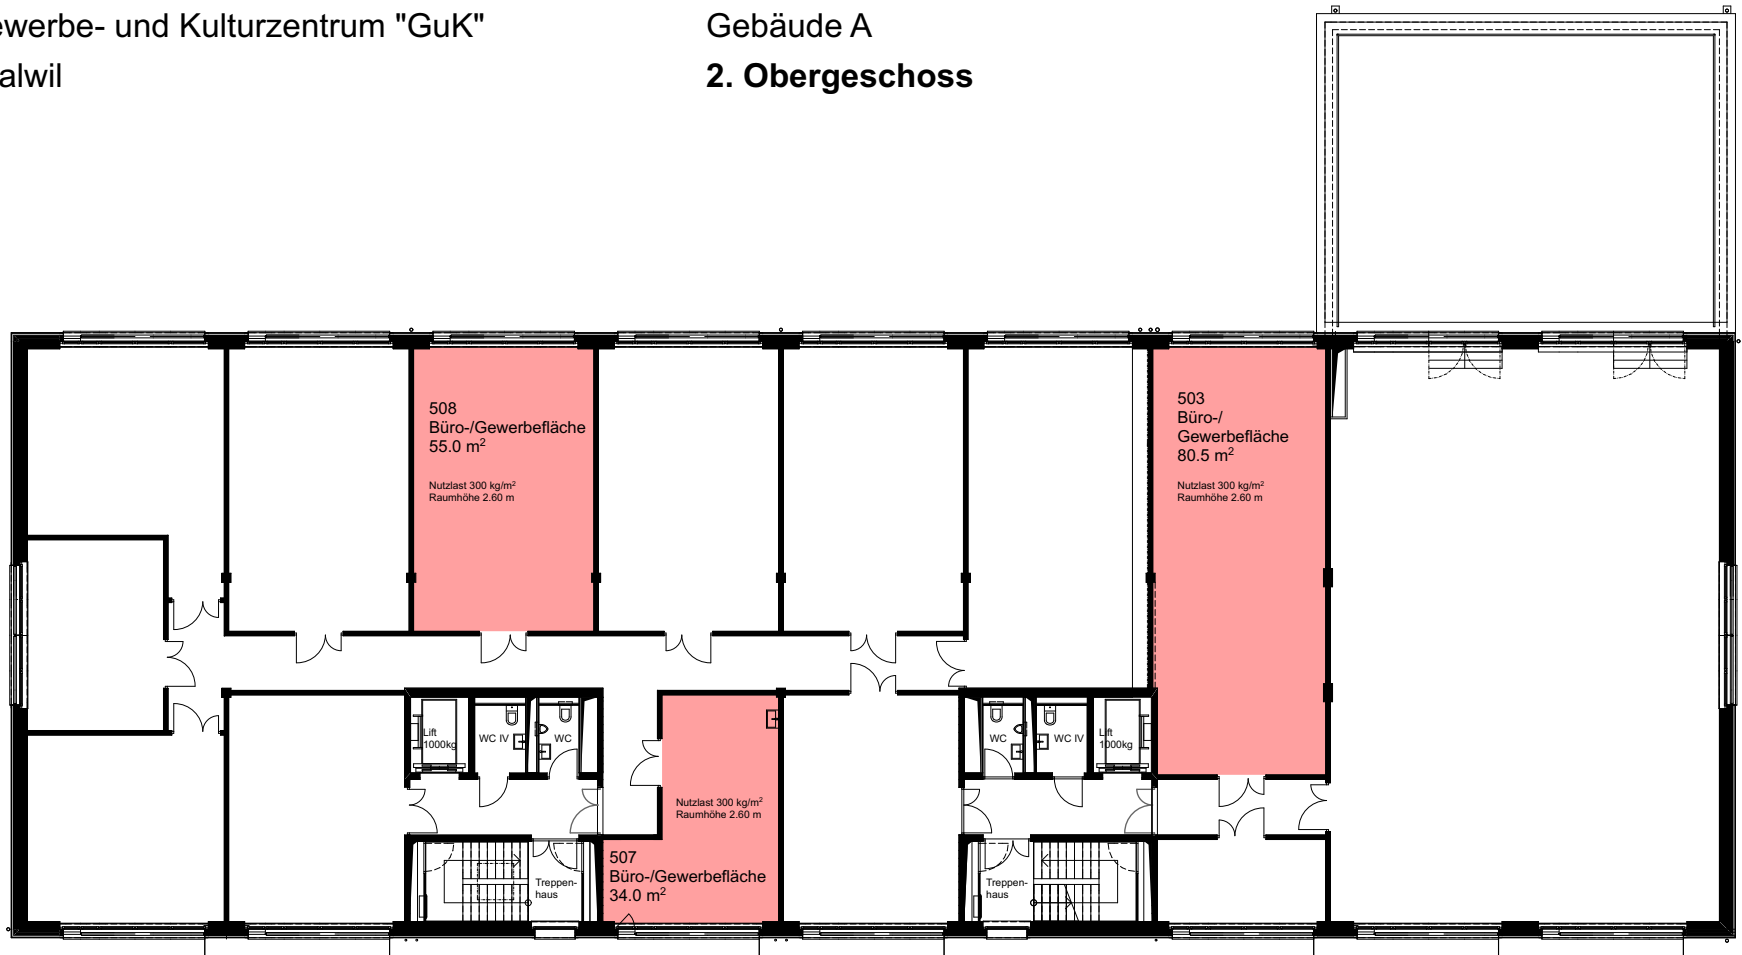 ewerbe- und Kulturzentrum "GuK"
alwil
Gebäude A
2. Obergeschoss
508
Büro-/Gewerbefläche
55.0 m²
Nutzlast 300 kg/m²
Raumhöhe 2.60 m
503
Büro-/
Gewerbefläche
80.5 m²
Nutzlast 300 kg/m²
Raumhöhe 2.60 m
Lift
1000kg
WC IV
WC
WC
WC IV
Lift
1000kg
Nutzlast 300 kg/m²
Raumhöhe 2.60 m
507
Büro-/Gewerbefläche
34.0 m²
Treppen-
haus
Treppen-
haus